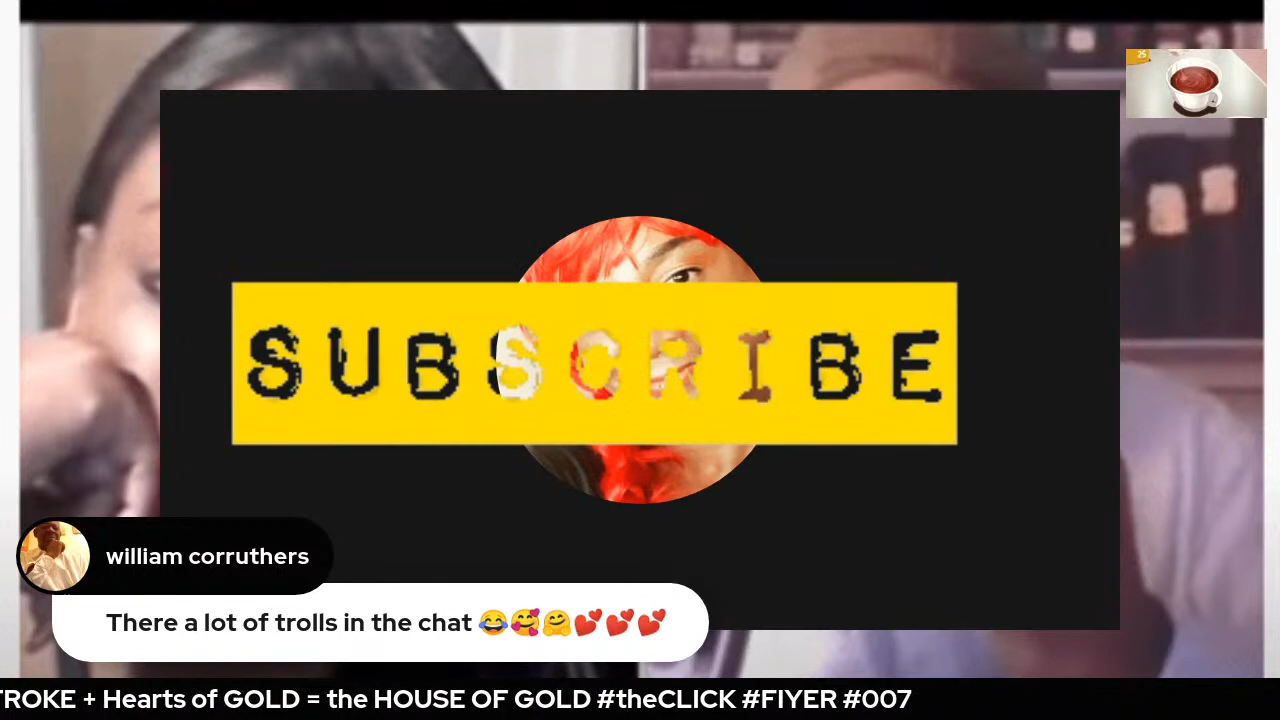 25
SUBSCRIBE
william corruthers
There a lot of trolls in the chat 😂🥰🤗💕💕💕
TROKE + Hearts of GOLD = the HOUSE OF GOLD #theCLICK #FIYER #007